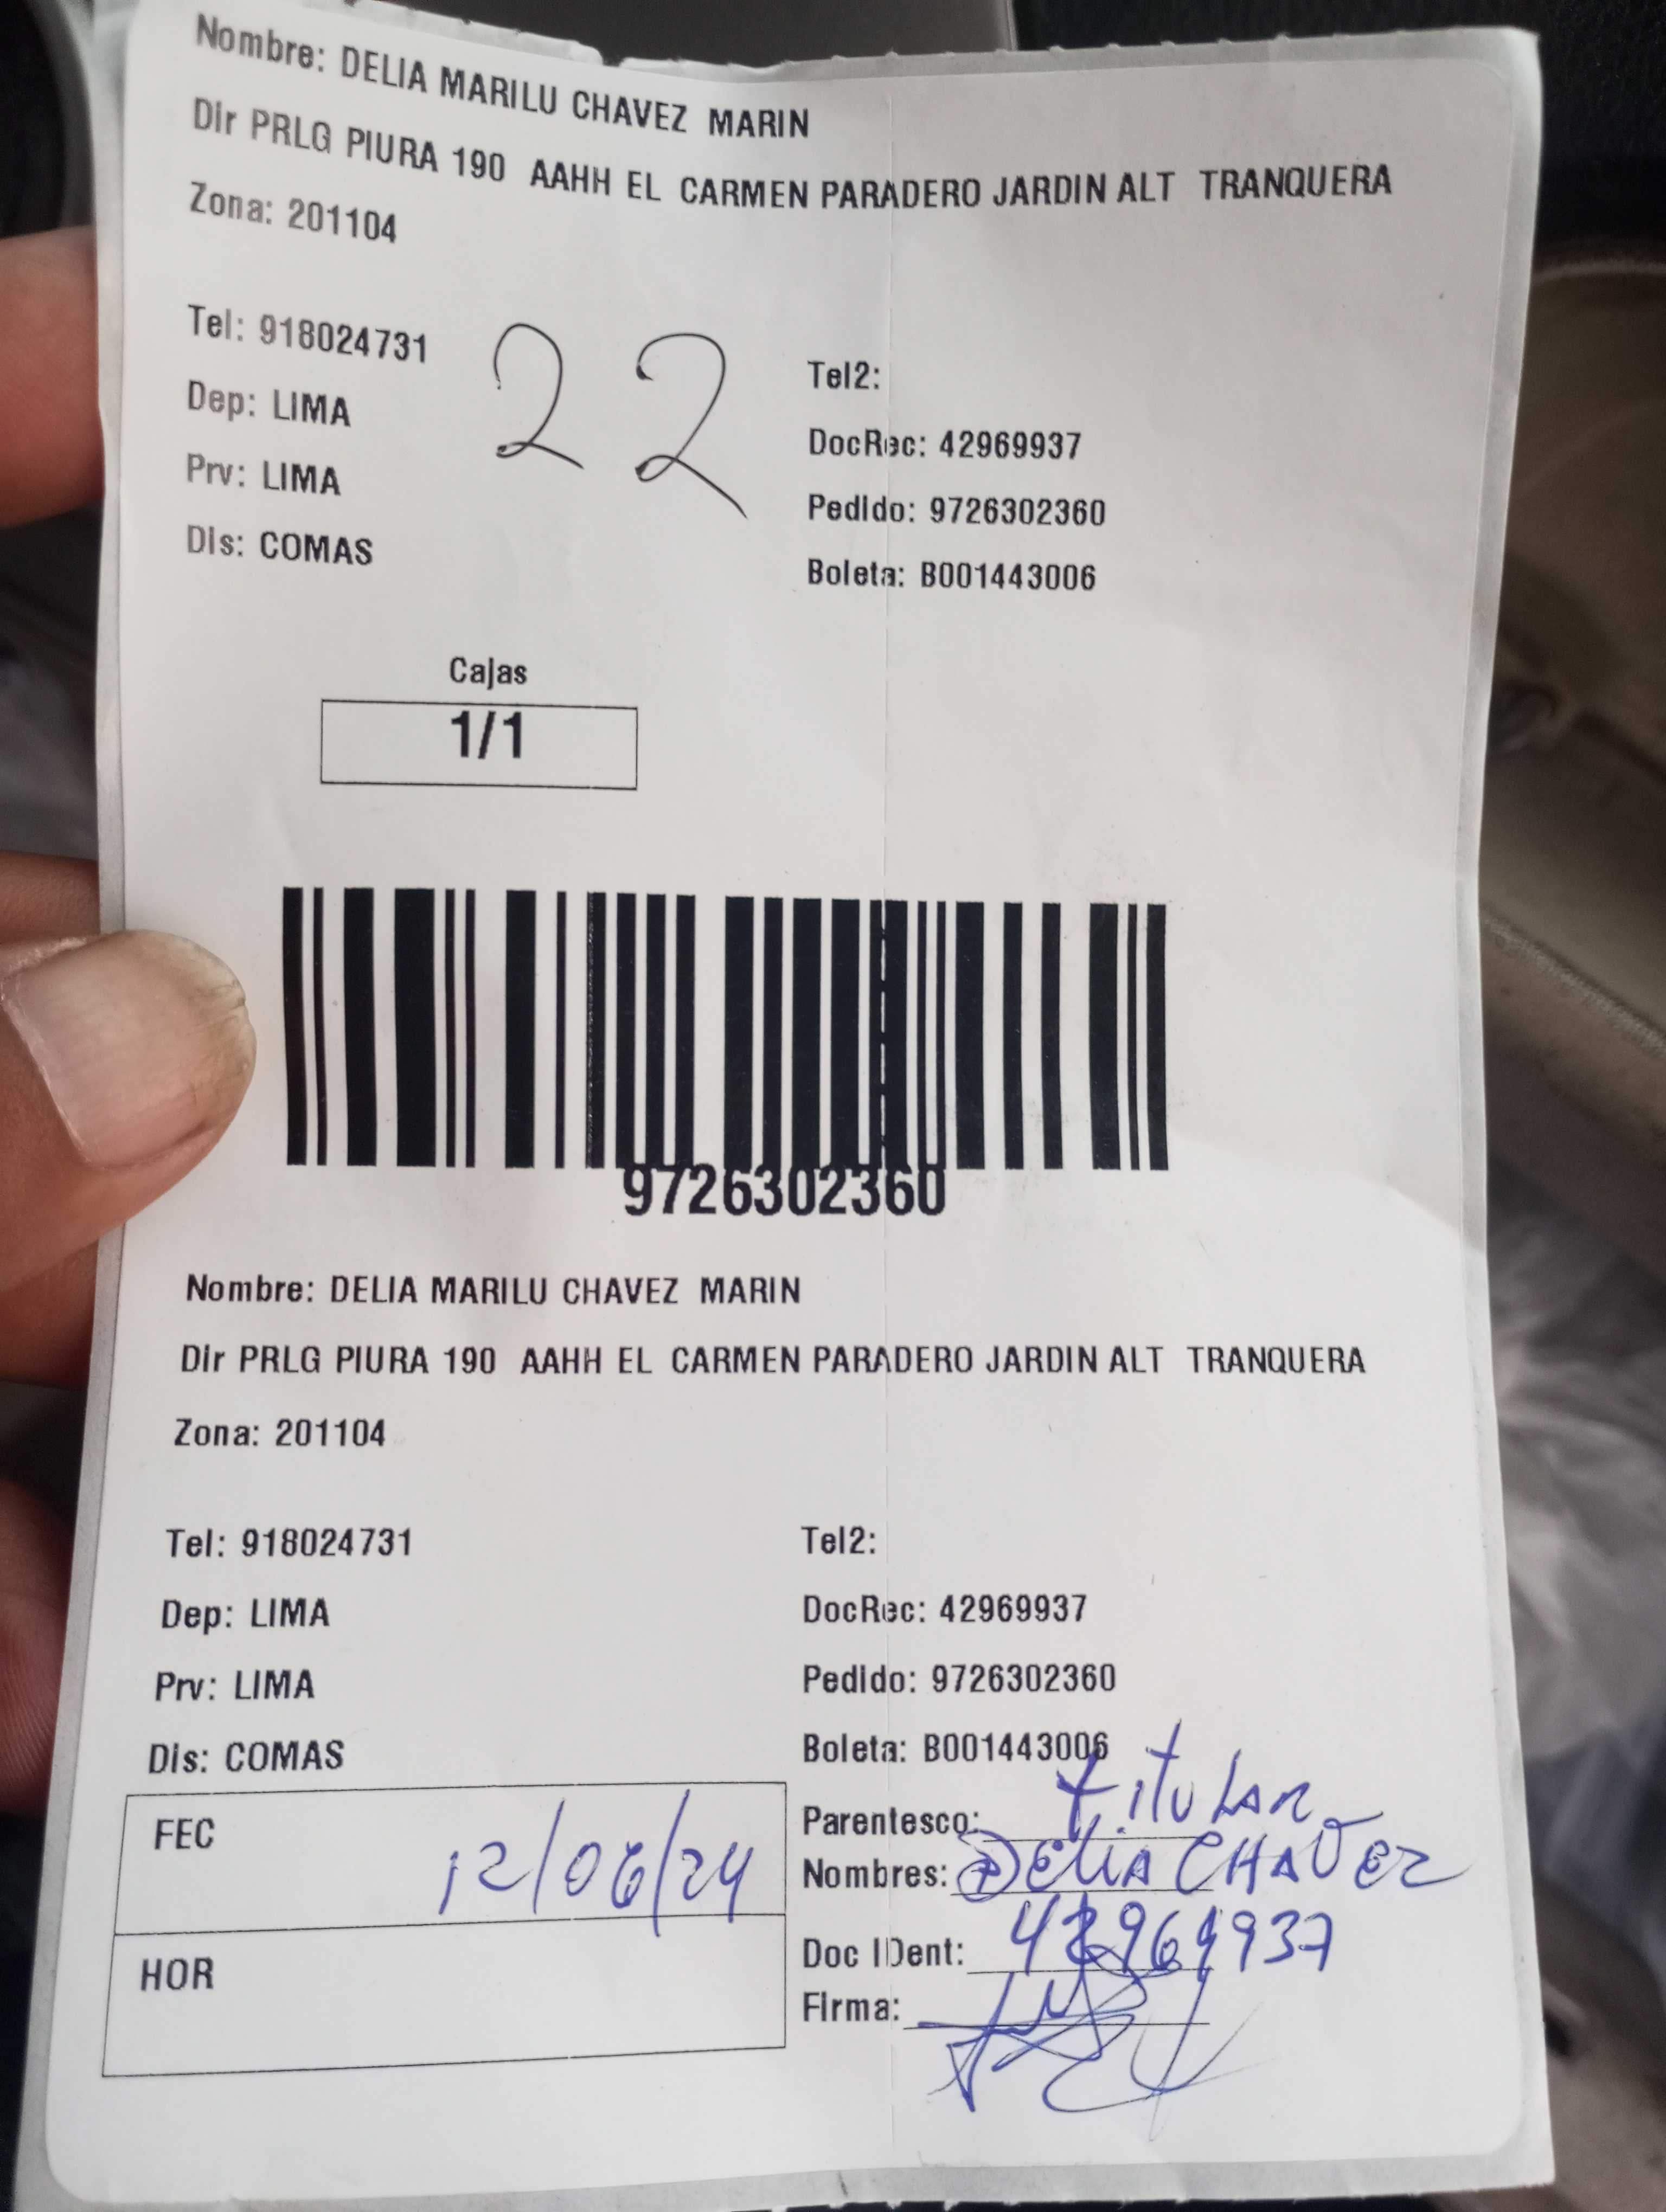 Nombre: DELIA MARILU CHAVEZ MARIN
Dir PRLG PIURA 190 AAHH EL CARMEN PARADERO JARDIN ALT TRANQUERA
Zona: 201104
Tel: 918024731
22
Tel2:
Dep: LIMA
DocRec: 42969937
Prv: LIMA
Pedido: 9726302360
Dis: COMAS
Boleta: B001443006
Cajas
1/1
9726302360
Nombre: DELIA MARILU CHAVEZ MARIN
Dir PRLG PIURA 190 AAHH EL CARMEN PARADERO JARDIN ALT TRANQUERA
Zona: 201104
Tel: 918024731
Tel2:
Dep: LIMA
DocRec: 42969937
Prv: LIMA
Pedido: 9726302360
Dis: COMAS
Boleta: B001443006
FEC 12/06/24
HOR
Parentesco: titular
Nombres: DELIA CHAVEZ
Doc IDent: 42969937
Firma: